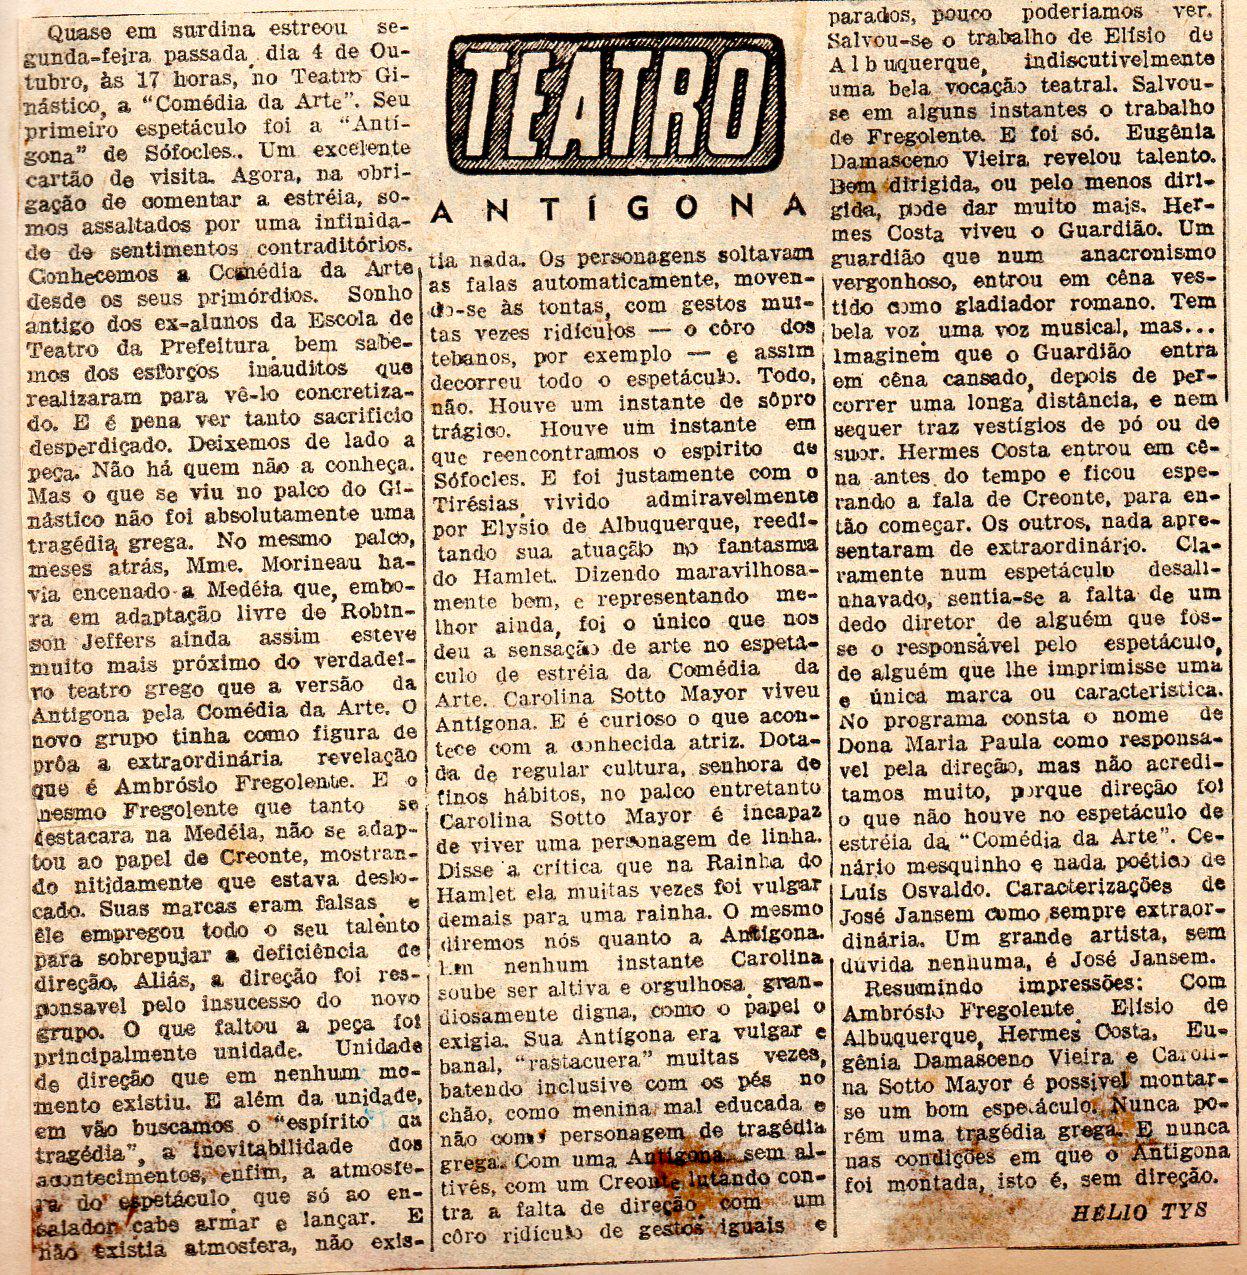 TEATRO
ANTÍGONA
Quase em surdina estreou se-
gunda-feira passada, dia 4 de Ou-
tubro, às 17 horas, no Teatro Gi-
nástico, a "Comédia da Arte". Seu
primeiro espetáculo foi a "Antí-
gona" de Sófocles.. Um excelente
cartão de visita. Agora, na obri-
gação de comentar a estréia, so-
mos assaltados por uma infinida-
de de sentimentos contraditórios.
Conhecemos a Comédia da Arte
desde os seus primórdios. Sonho
antigo dos ex-alunos da Escola de
Teatro da Prefeitura, bem sabe-
mos dos esforços inauditos que
realizaram para vê-lo concretiza-
do. E é pena ver tanto sacrificio
desperdiçado. Deixemos de lado a
peça. Não há quem não a conheça.
Mas o que se viu no palco do Gi-
nástico não foi absolutamente uma
tragédia grega. No mesmo palco,
meses atrás, Mme. Morineau ha-
via encenado a Medéia que, embo-
ra em adaptação livre de Robin-
son Jeffers ainda assim esteve
muito mais próximo do verdadei-
ro teatro grego que a versão da
Antigona pela Comédia da Arte. O
novo grupo tinha como figura de
prôa a extraordinária revelação
que é Ambrósio Fregolente. E o
mesmo Fregolente que tanto se
destacara na Medéia, não se adap-
tou ao papel de Creonte, mostran-
do nitidamente que estava deslo-
cado. Suas marcas eram falsas, e
êle empregou todo o seu talento
para sobrepujar a deficiência de
direção. Aliás, a direção foi res-
ponsavel pelo insucesso do novo
grupo. O que faltou a peça foi
principalmente unidade. Unidade
de direção que em nenhum mo-
mento existiu. E além da unidade,
em vão buscamos o "espírito da
tragédia", a inevitabilidade dos
acontecimentos, enfim, a atmosfe-
ra do espetáculo, que só ao en-
saiador cabe armar e lançar. E
não existia atmosfera, não exis-
tia nada. Os personagens soltavam
as falas automaticamente, moven-
do-se às tontas, com gestos mui-
tas vezes ridículos — o côro dos
tebanos, por exemplo — e assim
decorreu todo o espetáculo. Todo,
não. Houve um instante de sôpro
trágico. Houve um instante em
que reencontramos o espirito de
Sófocles. E foi justamente com o
Tirésias, vivido admiravelmente
por Elysio de Albuquerque, reedi-
tando sua atuação no fantasma
do Hamlet. Dizendo maravilhosa-
mente bem, e representando me-
lhor ainda, foi o único que nos
deu a sensação de arte no espetá-
culo de estréia da Comédia da
Arte. Carolina Sotto Mayor viveu
Antígona. E é curioso o que acon-
tece com a conhecida atriz. Dota-
da de regular cultura, senhora de
finos hábitos, no palco entretanto
Carolina Sotto Mayor é incapaz
de viver uma personagem de linha.
Disse a crítica que na Rainha do
Hamlet ela muitas vezes foi vulgar
demais para uma rainha. O mesmo
diremos nós quanto a Antígona.
Em nenhum instante Carolina
soube ser altiva e orgulhosa, gran-
diosamente digna, como o papel o
exigia. Sua Antígona era vulgar e
banal, "rastacuera" muitas vezes,
batendo inclusive com os pés no
chão, como menina mal educada e
não como personagem de tragédia
grega. Com uma Antígona sem al-
tivés, com um Creonte lutando con-
tra a falta de direção com um
côro ridículo de gestos iguais e
parados, pouco poderiamos ver.
Salvou-se o trabalho de Elísio de
Albuquerque, indiscutivelmente
uma bela vocação teatral. Salvou-
se em alguns instantes o trabalho
de Fregolente. E foi só. Eugênia
Damasceno Vieira revelou talento.
Bem dirigida, ou pelo menos diri-
gida, pode dar muito mais. Her-
mes Costa viveu o Guardião. Um
guardião que num anacronismo
vergonhoso, entrou em cêna ves-
tido como gladiador romano. Tem
bela voz, uma voz musical, mas...
Imaginem que o Guardião entra
em cêna cansado, depois de per-
correr uma longa distância, e nem
sequer traz vestígios de pó ou de
suor. Hermes Costa entrou em cê-
na antes do tempo e ficou espe-
rando a fala de Creonte, para en-
tão começar. Os outros, nada apre-
sentaram de extraordinário. Cla-
ramente num espetáculo desali-
nhavado, sentia-se a falta de um
dedo diretor, de alguém que fos-
se o responsável pelo espetáculo,
de alguém que lhe imprimisse uma
e única marca ou caracteristica.
No programa consta o nome de
Dona Maria Paula como responsa-
vel pela direção, mas não acredi-
tamos muito, porque direção foi
o que não houve no espetáculo de
estréia da "Comédia da Arte". Ce-
nário mesquinho e nada poético de
Luís Osvaldo. Caracterizações de
José Jansem como sempre extraor-
dinária. Um grande artista, sem
dúvida nenhuma, é José Jansem.
Resumindo impressões: Com
Ambrósio Fregolente, Elísio de
Albuquerque, Hermes Costa, Eu-
gênia Damasceno Vieira e Caroli-
na Sotto Mayor é possivel montar-
se um bom espetáculo. Nunca po-
rém uma tragédia grega. E nunca
nas condições em que o Antígona
foi montada, isto é, sem direção.
HÉLIO TYS